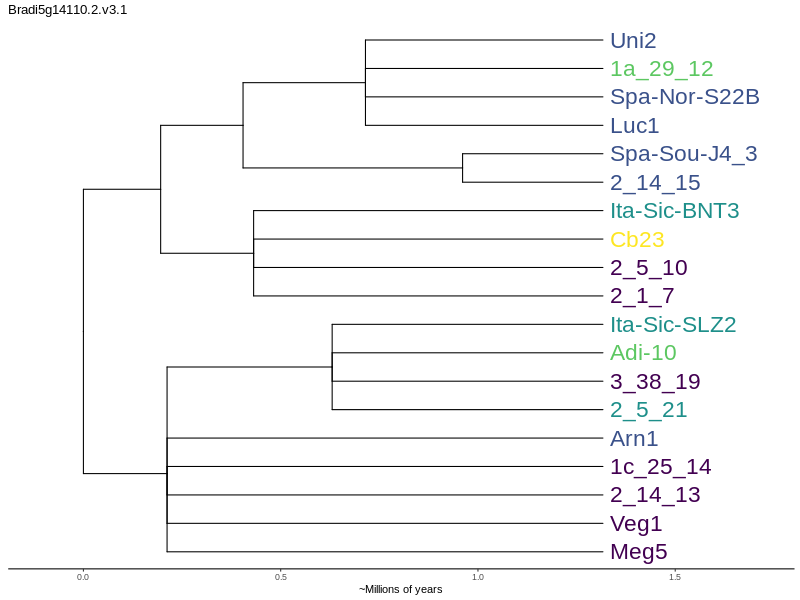 Bradi5g14110.2.v3.1
Uni2
1a_29_12
Spa-Nor-S22B
Luc1
Spa-Sou-J4_3
2_14_15
Ita-Sic-BNT3
Cb23
2_5_10
2_1_7
Ita-Sic-SLZ2
Adi-10
3_38_19
2_5_21
Arn1
1c_25_14
2_14_13
Veg1
Meg5
0.0 0.5 1.0 1.5
~Millions of years